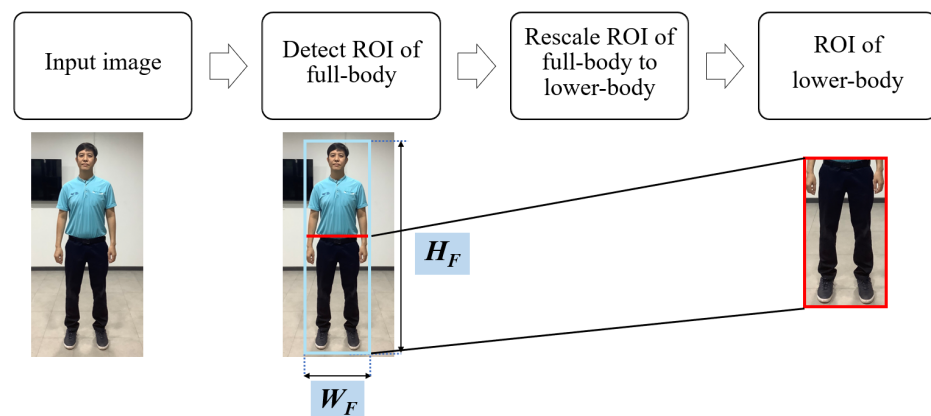 Input image
Detect ROI of
full-body
Rescale ROI of
full-body to
lower-body
ROI of
lower-body
H_F
W_F